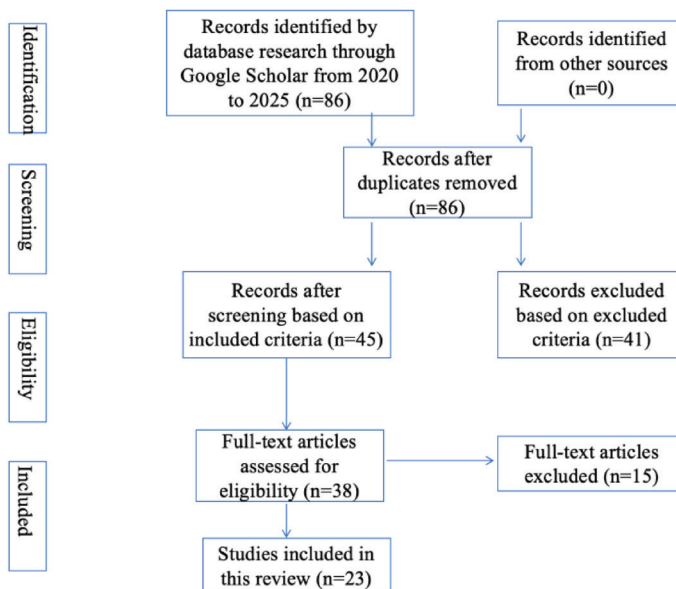 Identification
Records identified by
database research through
Google Scholar from 2020
to 2025 (n=86)
Records identified
from other sources
(n=0)
Screening
Records after
duplicates removed
(n=86)
Eligibility
Records after
screening based on
included criteria (n=45)
Records excluded
based on excluded
criteria (n=41)
Included
Full-text articles
assessed for
eligibility (n=38)
Full-text articles
excluded (n=15)
Studies included in
this review (n=23)